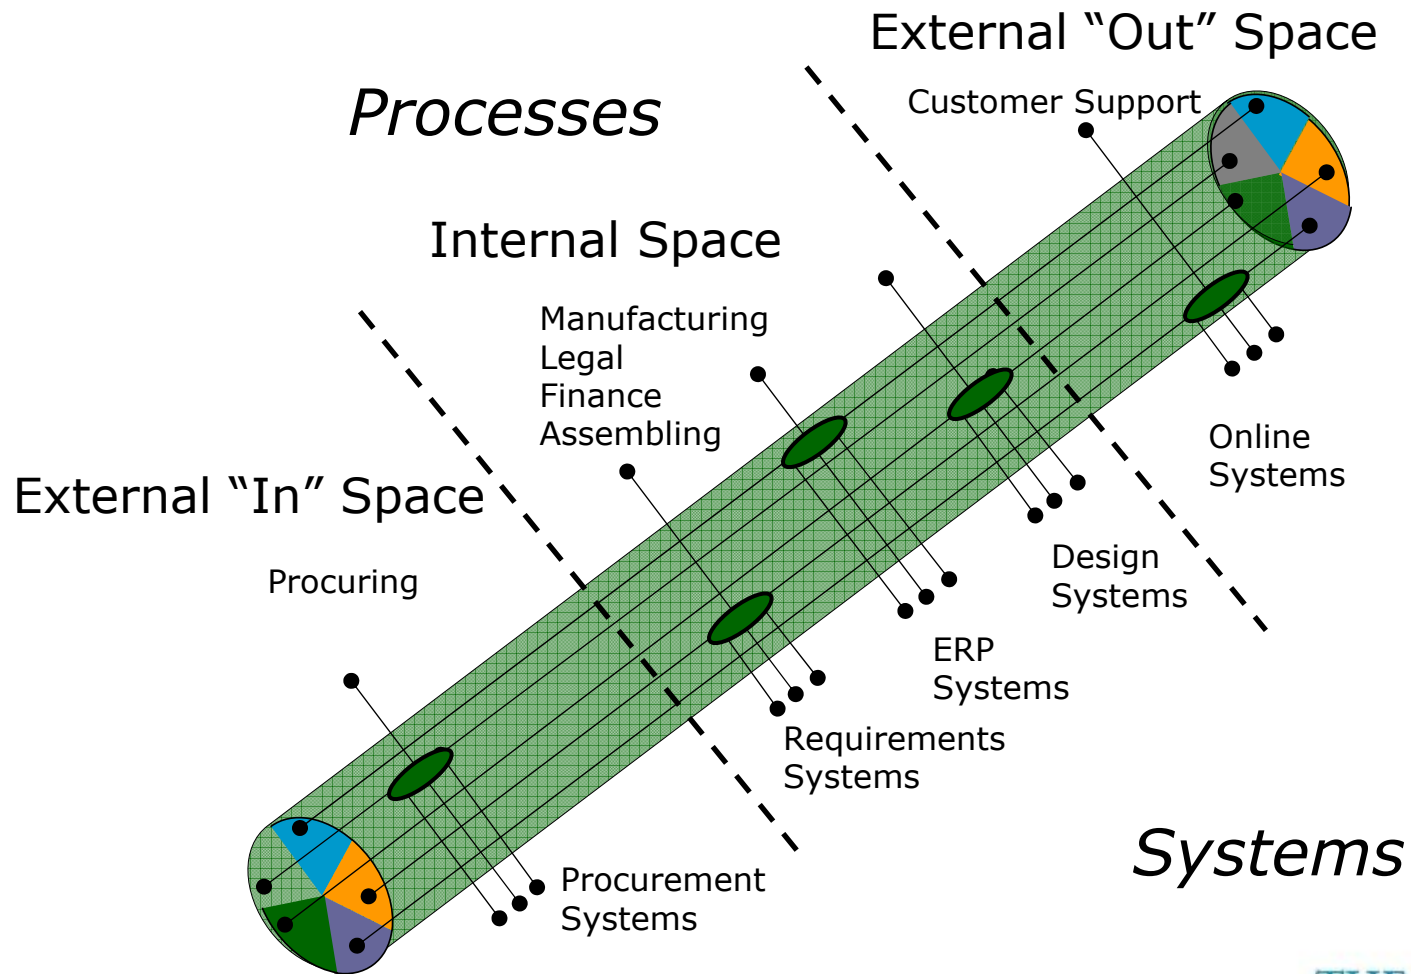 External “Out” Space
Customer Support
Processes
Internal Space
Manufacturing
Legal
Finance
Assembling
External “In” Space
Procuring
Online
Systems
Design
Systems
ERP
Systems
Requirements
Systems
Systems
Procurement
Systems